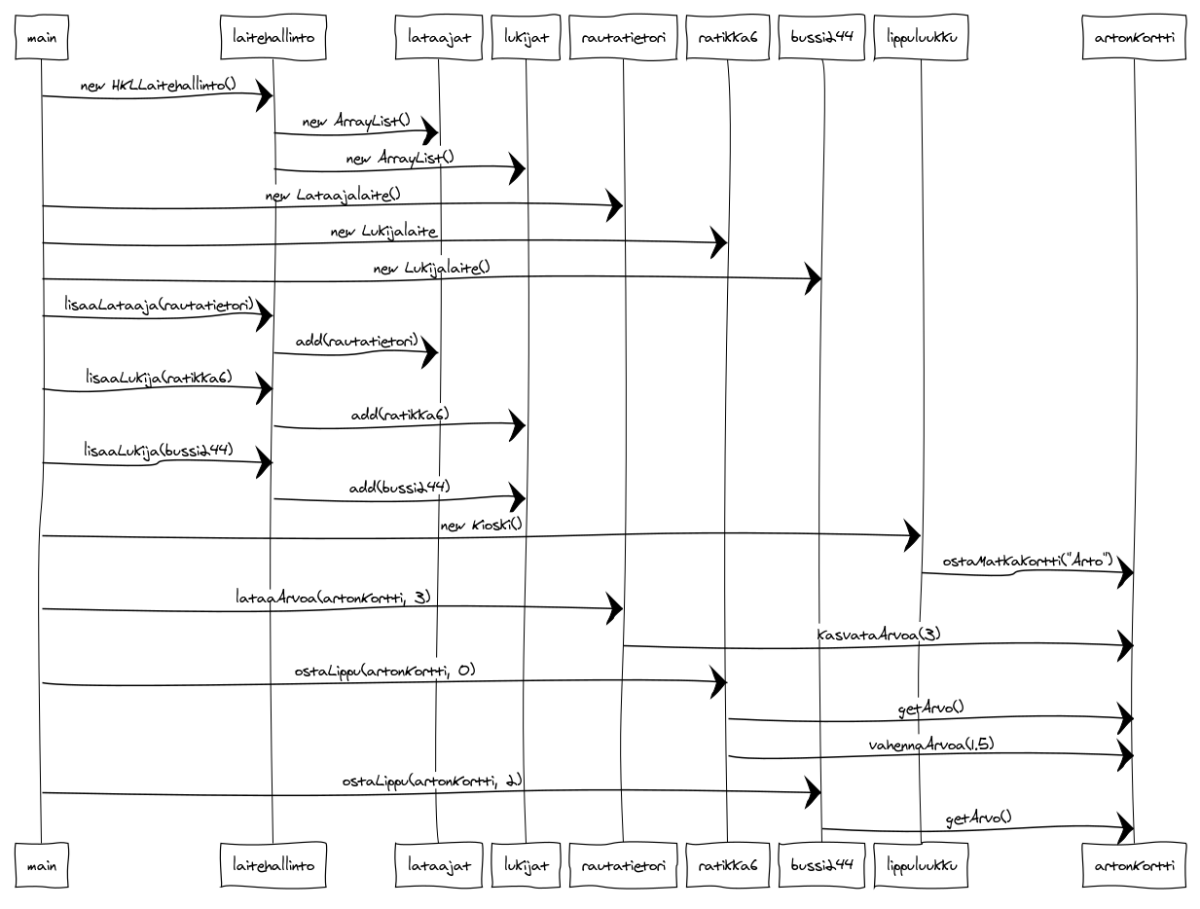 main laitehallinto lataajat lukijat rautatietori ratikka6 bussi244 lippuluukku artonkortti
new HKLLaitehallinto()
new ArrayList()
new ArrayList()
new Lataajalaite()
new Lukijalaite
new Lukijalaite()
lisaaLataaja(rautatietori)
add(rautatietori)
lisaaLukija(ratikka6)
add(ratikka6)
lisaaLukija(bussi244)
add(bussi244)
new Kioski()
ostaMatkaKortti("Arto")
lataaArvoa(artonkortti, 3)
kasvataArvoa(3)
ostaLippu(artonkortti, 0)
getArvo()
vahennaArvoa(1.5)
ostaLippu(artonkortti, 2)
getArvo()
main laitehallinto lataajat lukijat rautatietori ratikka6 bussi244 lippuluukku artonkortti